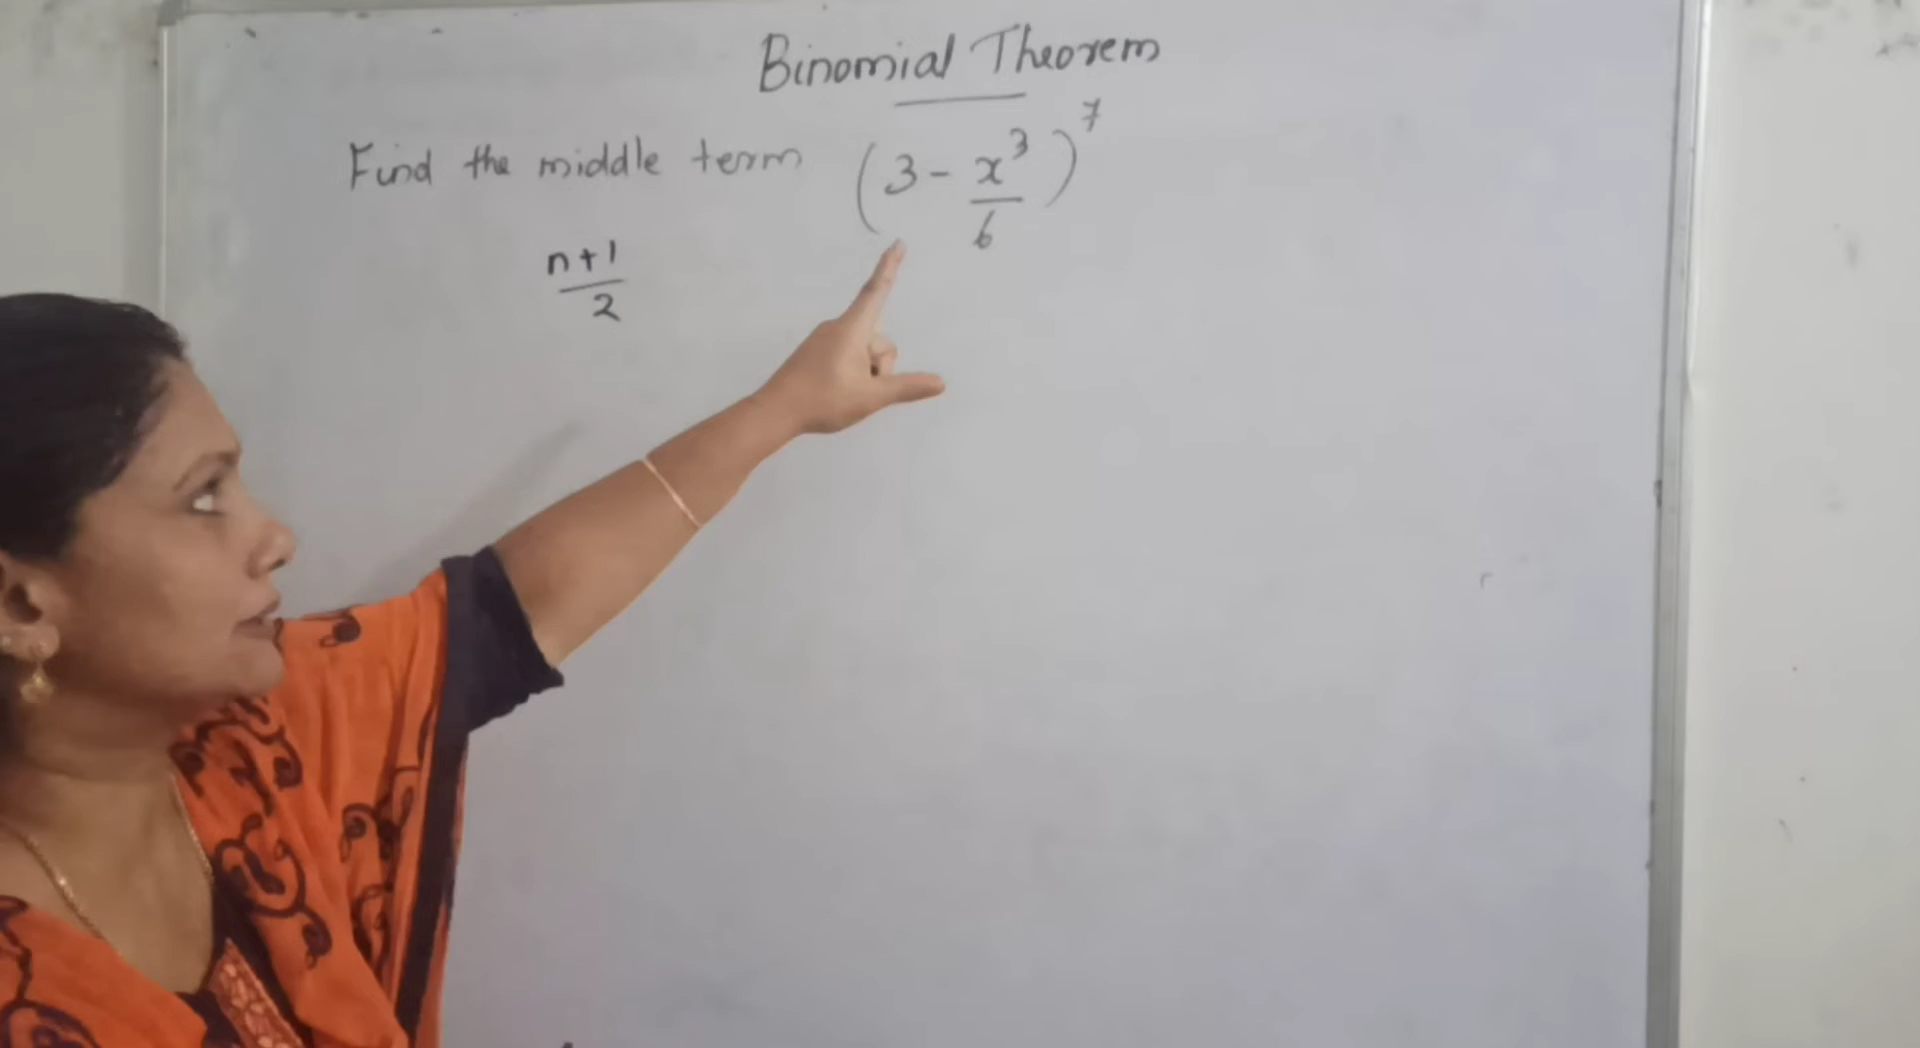 Binomial Theorem
Find the middle term (3 - x³/6)⁷
n+1/2